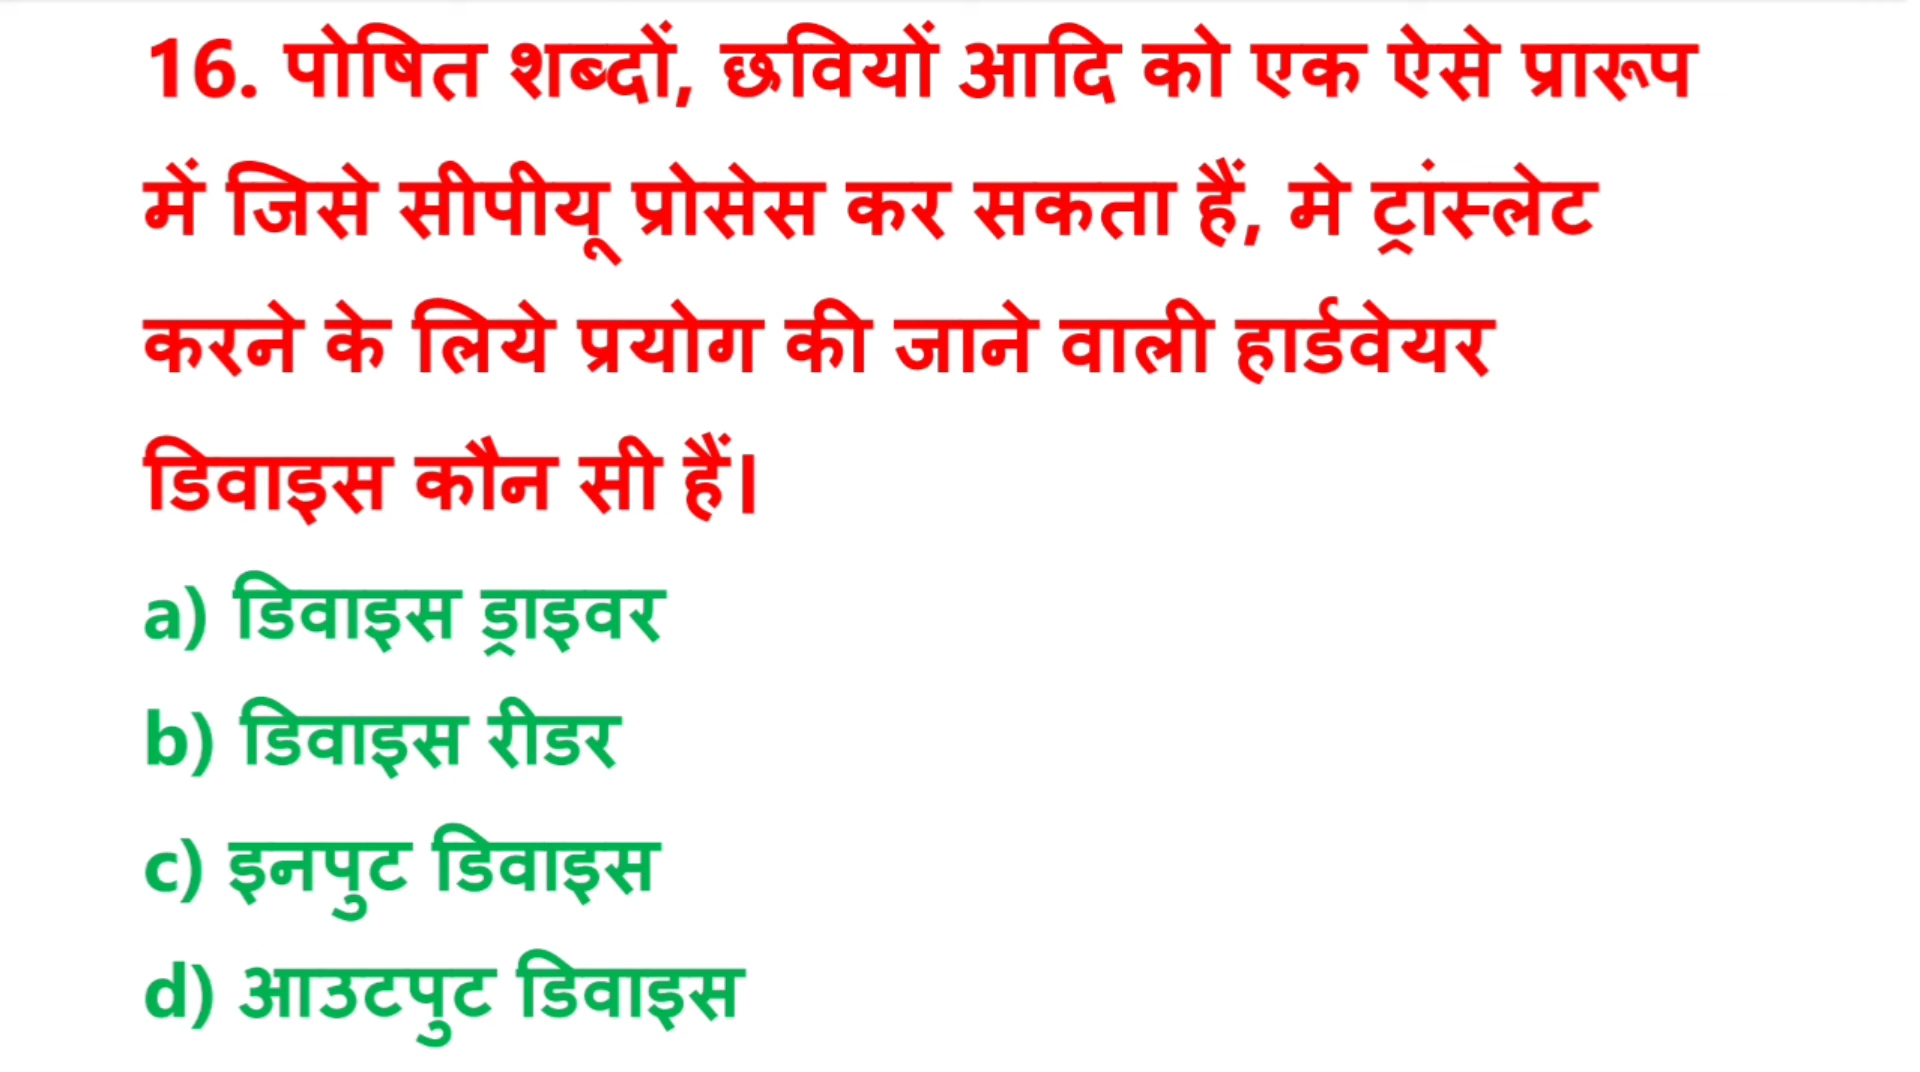 16. पोषित शब्दों, छवियों आदि को एक ऐसे प्रारूप
में जिसे सीपीयू प्रोसेस कर सकता हैं, मे ट्रांस्लेट
करने के लिये प्रयोग की जाने वाली हार्डवेयर
डिवाइस कौन सी हैं।
a) डिवाइस ड्राइवर
b) डिवाइस रीडर
c) इनपुट डिवाइस
d) आउटपुट डिवाइस